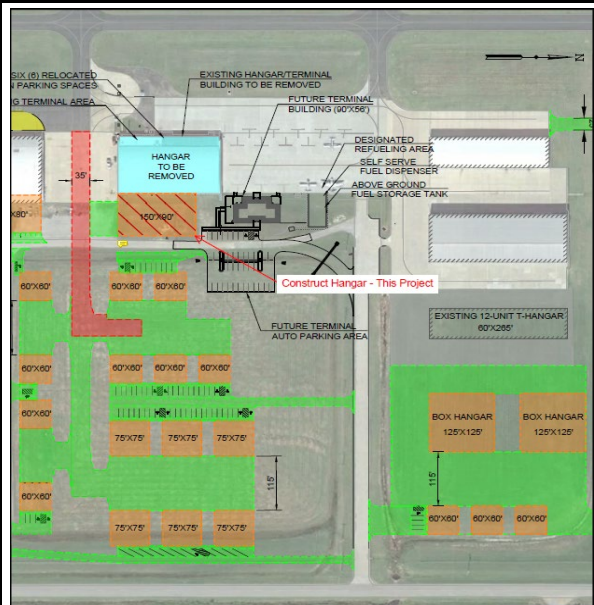 SIX (6) RELOCATED
PARKING SPACES
TERMINAL AREA
EXISTING HANGAR/TERMINAL
BUILDING TO BE REMOVED
FUTURE TERMINAL
BUILDING (90'X56')
N
DESIGNATED
REFUELING AREA
SELF SERVE
FUEL DISPENSER
ABOVE GROUND
FUEL STORAGE TANK
HANGAR
TO BE
REMOVED
35'
150'X90'
Construct Hangar - This Project
60'X60'
60'X60'
60'X60'
FUTURE TERMINAL
AUTO PARKING AREA
EXISTING 12-UNIT T-HANGAR
60'X265'
60'X60'
60'X60'
60'X60'
60'X60'
60'X60'
BOX HANGAR
125'X125'
BOX HANGAR
125'X125'
75'X75'
75'X75'
75'X75'
115'
115'
60'X60'
75'X75'
75'X75'
75'X75'
60'X60'
60'X60'
60'X60'